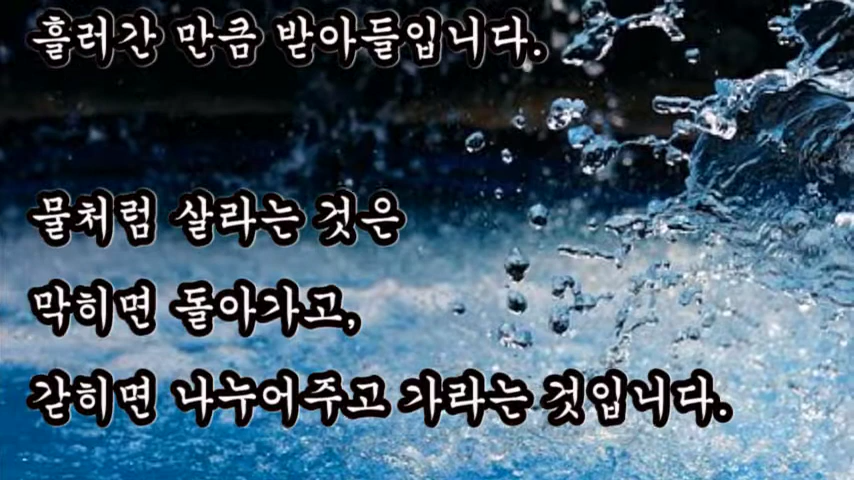 흘러간 만큼 받아들입니다.
물처럼 살라는 것은
막히면 돌아가고,
갇히면 나누어주고 가라는 것입니다.